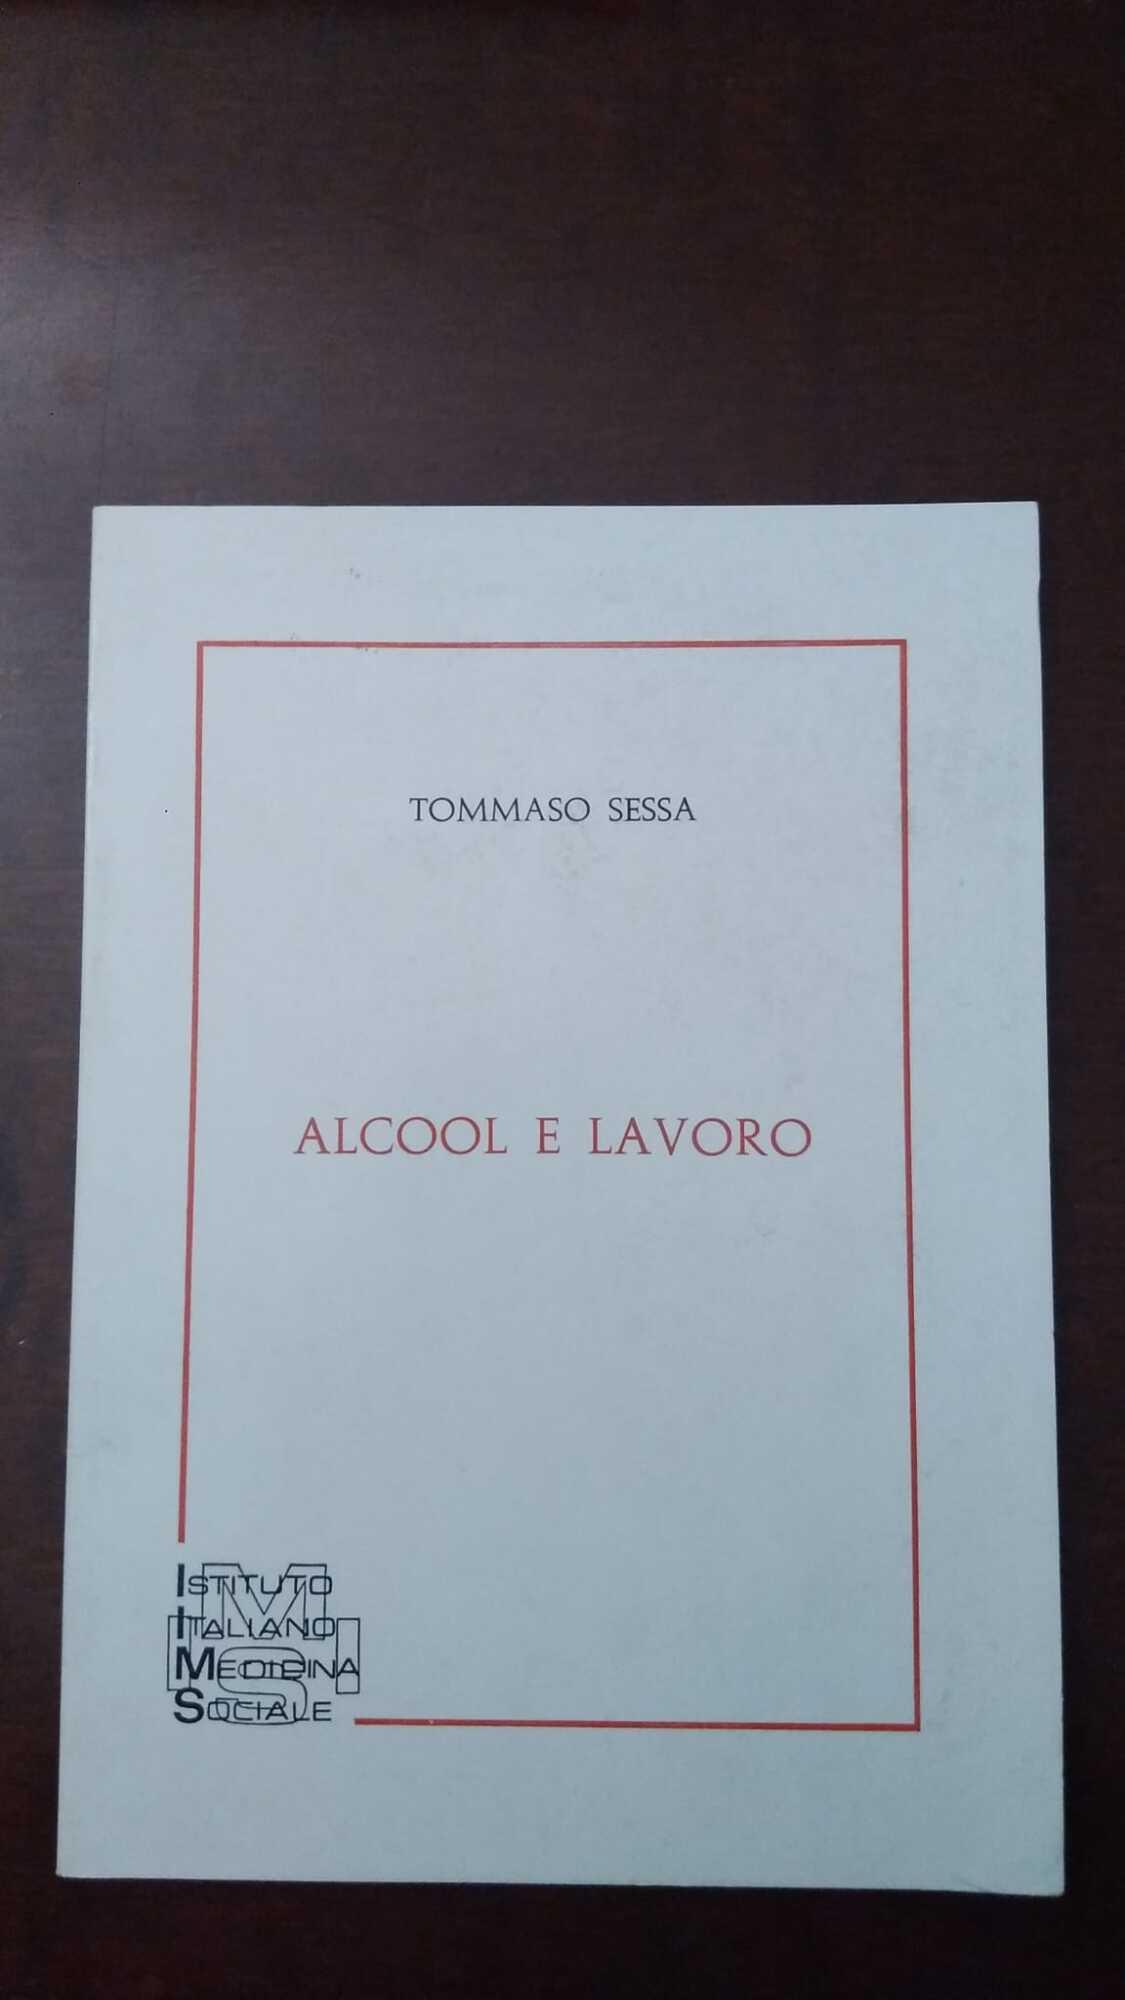 TOMMASO SESSA
ALCOOL E LAVORO
ISTITUTO
ITALIANO
MEDICINA
SOCIALE